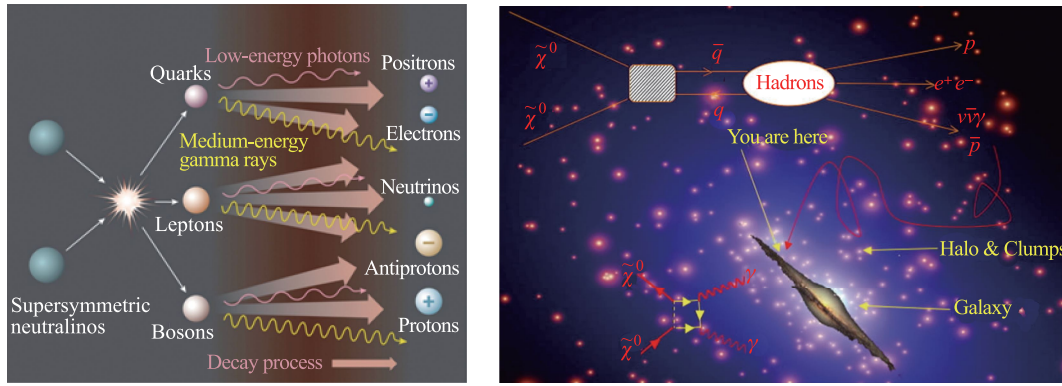 Low-energy photons
Quarks
Positrons
+
−
Electrons
Medium-energy
gamma rays
Neutrinos
Leptons
−
Antiprotons
+
Supersymmetric
neutralinos
Bosons
Protons
Decay process
χ̃⁰
q̄
Hadrons
p
e⁺e⁻
χ̃⁰
q
νν̄γ
p̄
You are here
Halo & Clumps
χ̃⁰
γ
Galaxy
χ̃⁰
γ